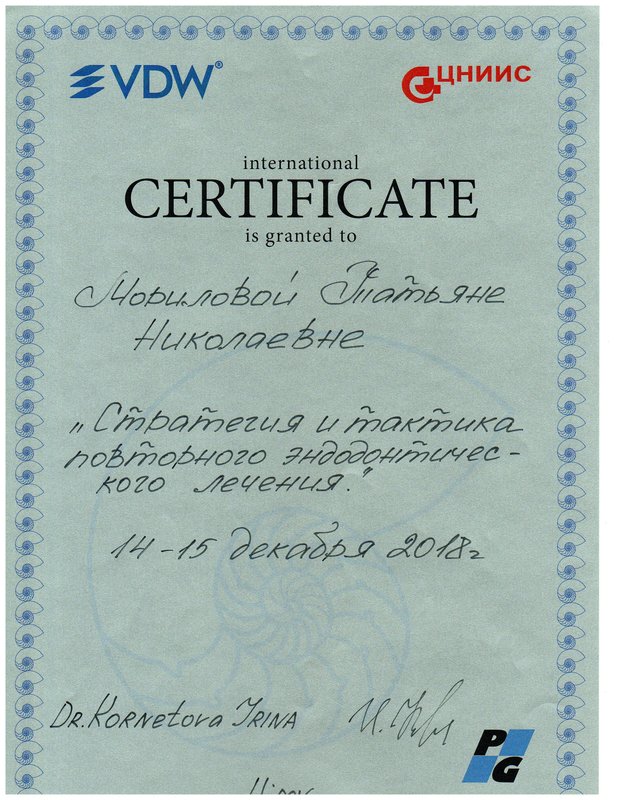 VDW®
ЦНИИС
international
CERTIFICATE
is granted to
Мориловой Татьяне
Николаевне
„Стратегия и тактика
повторного эндодонтичес-
кого лечения."
14-15 декабря 2018г
DR. KORNETOVA IRINA
PG